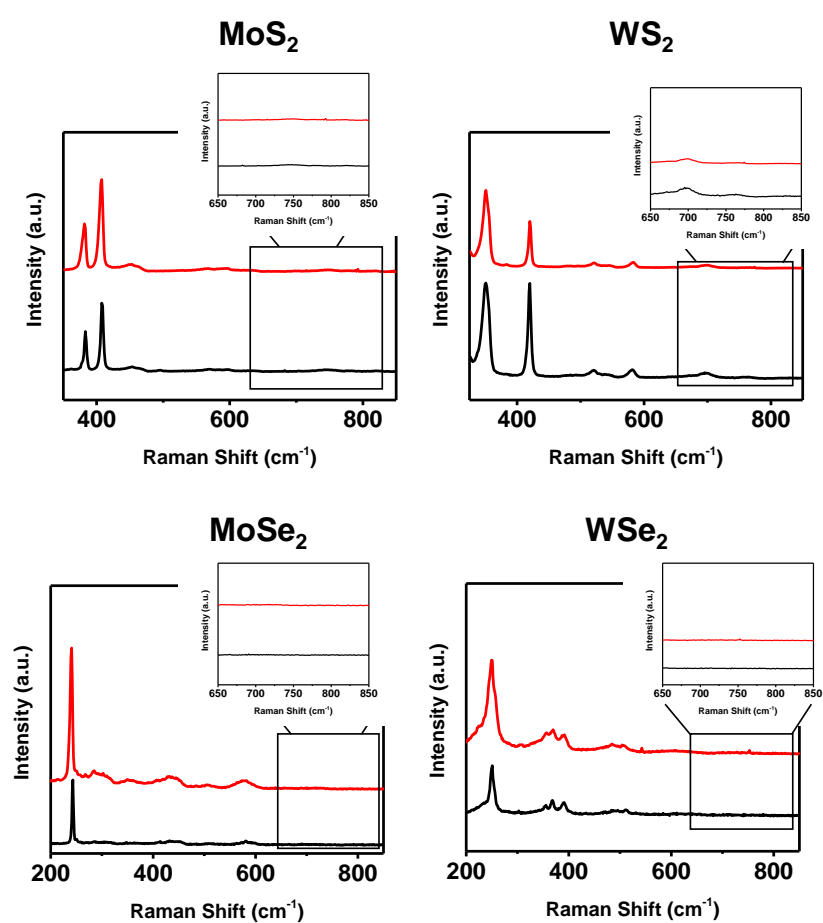 MoS2
WS2
Intensity (a.u.)
650 700 750 800 850
Raman Shift (cm-1)
Intensity (a.u.)
400 600 800
Raman Shift (cm-1)
Intensity (a.u.)
650 700 750 800 850
Raman Shift (cm-1)
Intensity (a.u.)
400 600 800
Raman Shift (cm-1)
MoSe2
WSe2
Intensity (a.u.)
650 700 750 800 850
Raman Shift (cm-1)
Intensity (a.u.)
200 400 600 800
Raman Shift (cm-1)
Intensity (a.u.)
650 700 750 800 850
Raman Shift (cm-1)
Intensity (a.u.)
200 400 600 800
Raman Shift (cm-1)